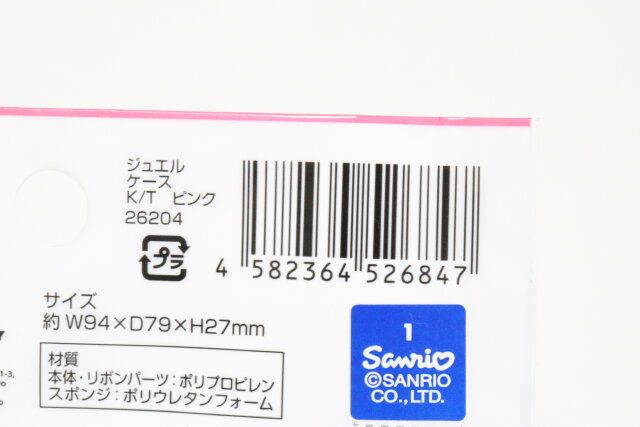 ジュエル
ケース
K/T ピンク
26204
プラ
4 582364 526847
サイズ
約 W94×D79×H27mm
材質
本体・リボンパーツ：ポリプロピレン
スポンジ：ポリウレタンフォーム
1
Sanrio
©SANRIO
CO.,LTD.